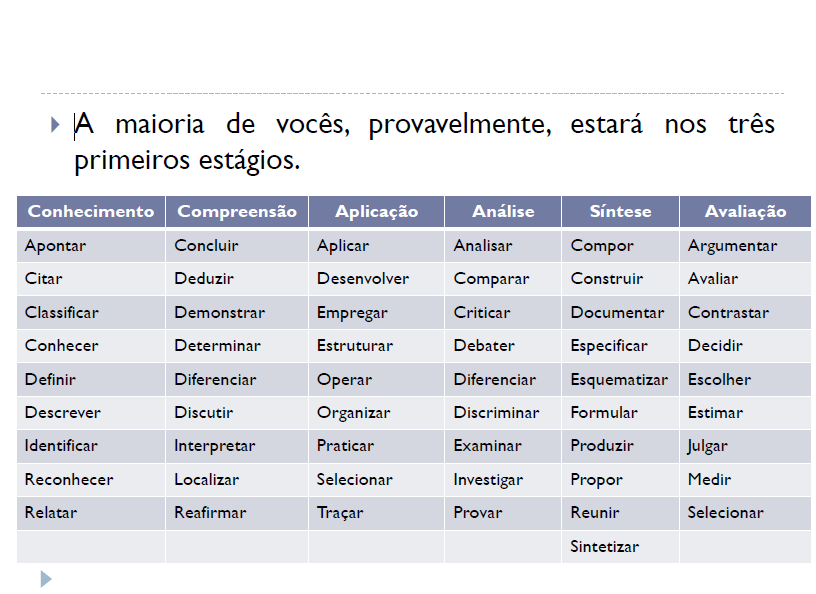 A maioria de vocês, provavelmente, estará nos três
primeiros estágios.
Conhecimento Compreensão Aplicação Análise Síntese Avaliação
Apontar Concluir Aplicar Analisar Compor Argumentar
Citar Deduzir Desenvolver Comparar Construir Avaliar
Classificar Demonstrar Empregar Criticar Documentar Contrastar
Conhecer Determinar Estruturar Debater Especificar Decidir
Definir Diferenciar Operar Diferenciar Esquematizar Escolher
Descrever Discutir Organizar Discriminar Formular Estimar
Identificar Interpretar Praticar Examinar Produzir Julgar
Reconhecer Localizar Selecionar Investigar Propor Medir
Relatar Reafirmar Traçar Provar Reunir Selecionar
Sintetizar